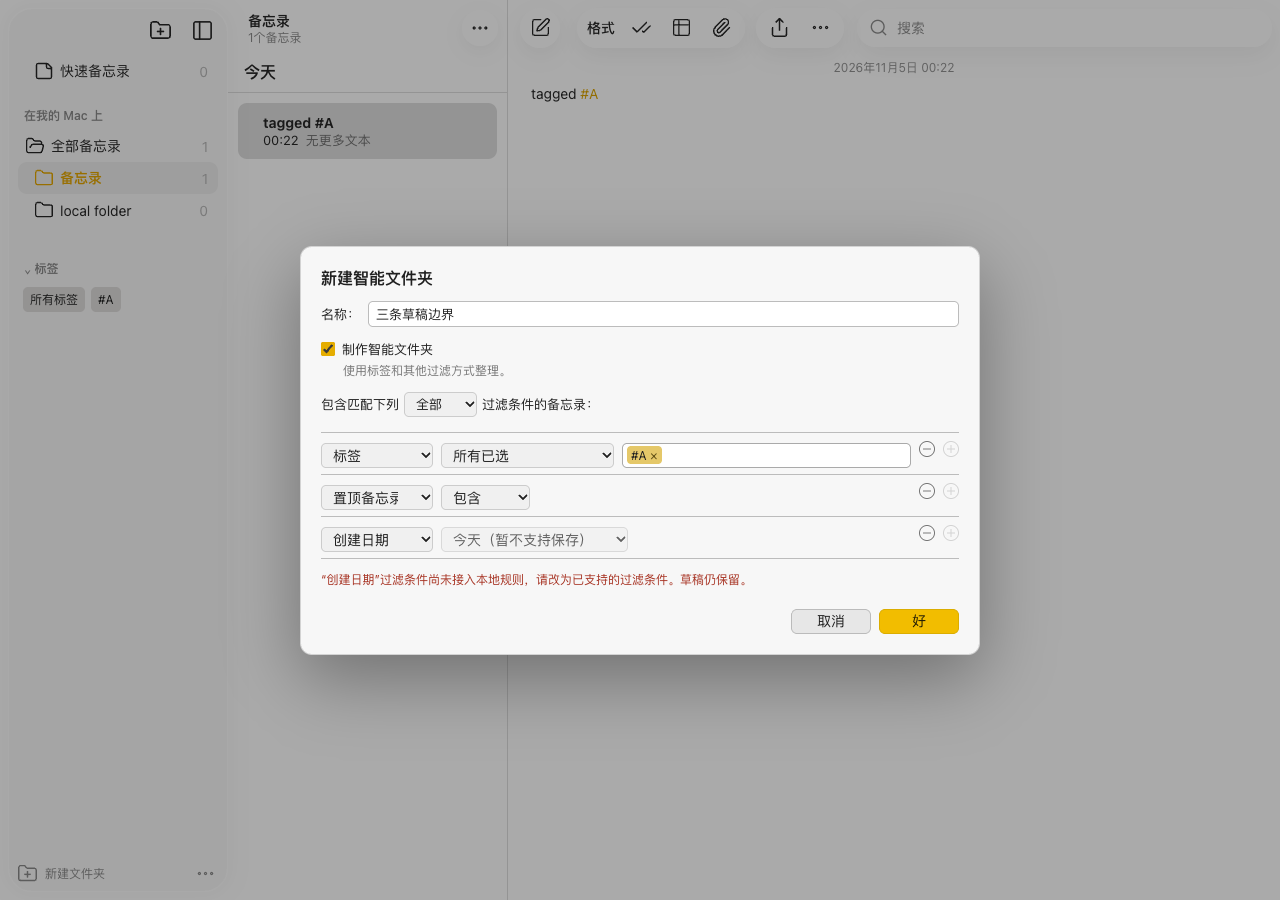 快速备忘录 0
在我的 Mac 上
全部备忘录 1
备忘录 1
local folder 0
标签
所有标签 #A
新建文件夹
备忘录
1个备忘录
今天
tagged #A
00:22 无更多文本
格式
搜索
2026年11月5日 00:22
tagged #A
新建智能文件夹
名称： 三条草稿边界
制作智能文件夹
使用标签和其他过滤方式整理。
包含匹配下列 全部 过滤条件的备忘录：
标签 所有已选 #A ×
置顶备忘录 包含
创建日期 今天（暂不支持保存）
“创建日期”过滤条件尚未接入本地规则，请改为已支持的过滤条件。草稿仍保留。
取消 好